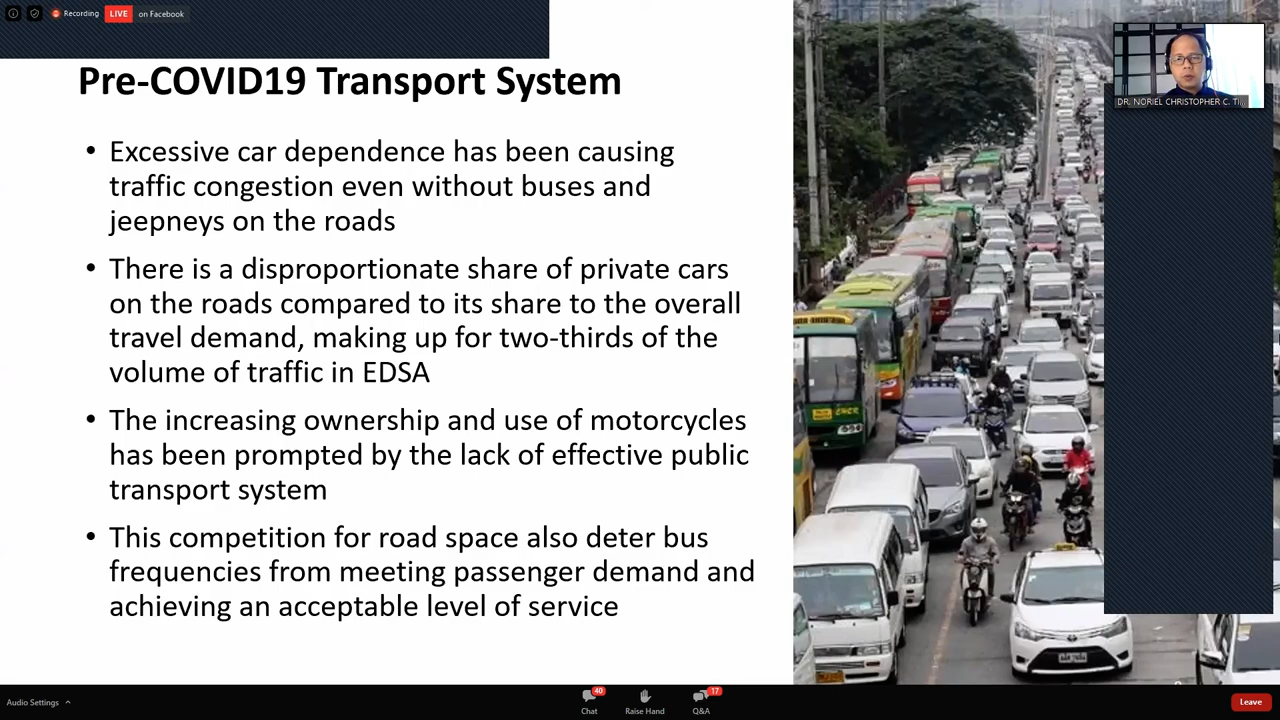 Recording
LIVE
on Facebook
DR. NORIEL CHRISTOPHER C. Ti...
Pre-COVID19 Transport System
• Excessive car dependence has been causing
traffic congestion even without buses and
jeepneys on the roads
• There is a disproportionate share of private cars
on the roads compared to its share to the overall
travel demand, making up for two-thirds of the
volume of traffic in EDSA
• The increasing ownership and use of motorcycles
has been prompted by the lack of effective public
transport system
• This competition for road space also deter bus
frequencies from meeting passenger demand and
achieving an acceptable level of service
Audio Settings
40
Chat
Raise Hand
17
Q&A
Leave